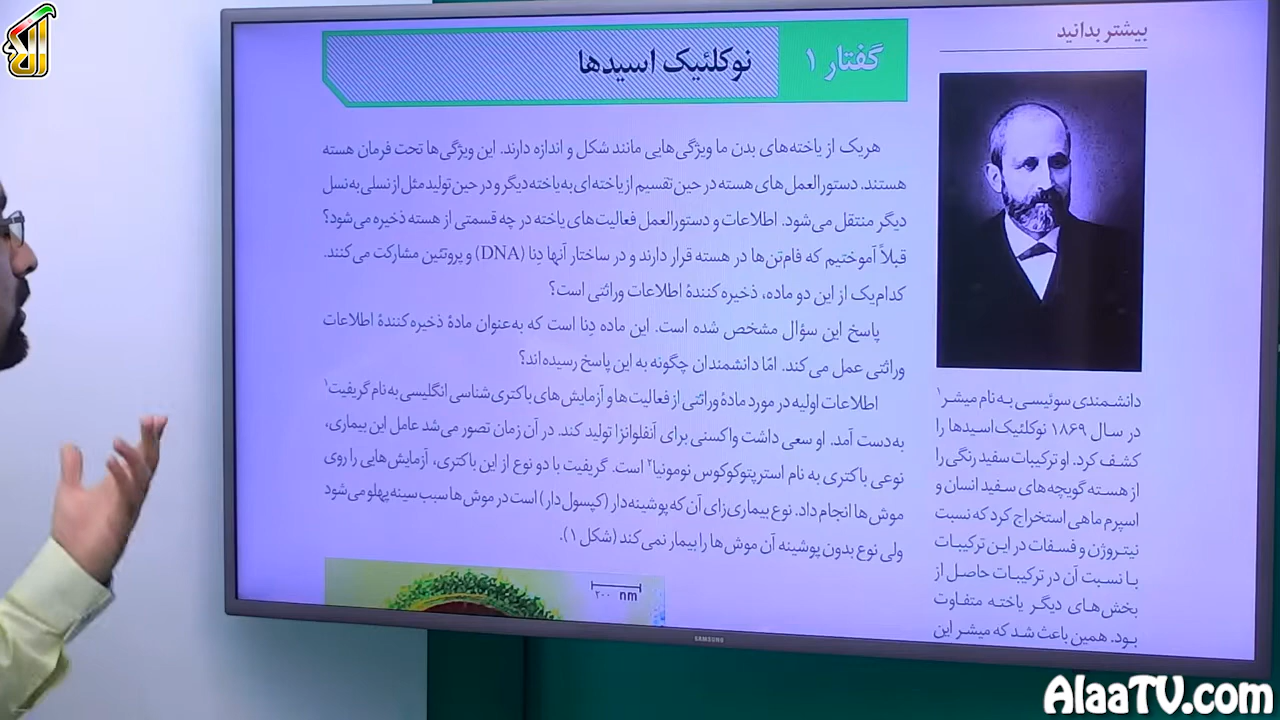 گفتار ۱
نوکلئیک اسیدها
هریک از یاخته‌های بدن ما ویژگی‌هایی مانند شکل و اندازه دارند. این ویژگی‌ها تحت فرمان هسته
هستند. دستورالعمل‌های هسته در حین تقسیم از یاخته‌ای به یاخته دیگر و در حین تولیدمثل از نسلی به نسل
دیگر منتقل می‌شود. اطلاعات و دستورالعمل فعالیت‌های یاخته در چه قسمتی از هسته ذخیره می‌شود؟
قبلاً آموختیم که فام‌تن‌ها در هسته قرار دارند و در ساختار آنها دِنا (DNA) و پروتئین مشارکت می‌کنند.
کدام‌یک از این دو ماده، ذخیره‌کنندهٔ اطلاعات وراثتی است؟
پاسخ این سؤال مشخص شده است. این ماده دِنا است که به‌عنوان مادهٔ ذخیره‌کنندهٔ اطلاعات
وراثتی عمل می‌کند. امّا دانشمندان چگونه به این پاسخ رسیده‌اند؟
اطلاعات اولیه در مورد مادهٔ وراثتی از فعالیت‌ها و آزمایش‌های باکتری‌شناسی انگلیسی به نام گریفیت۱
به‌دست آمد. او سعی داشت واکسنی برای آنفلوانزا تولید کند. در آن زمان تصور می‌شد عامل این بیماری،
نوعی باکتری به نام استرپتوکوکوس نومونیا۲ است. گریفیت با دو نوع از این باکتری، آزمایش‌هایی را روی
موش‌ها انجام داد. نوع بیماری‌زای آن که پوشینه‌دار (کپسول‌دار) است در موش‌ها سبب سینه‌پهلو می‌شود
ولی نوع بدون پوشینه آن موش‌ها را بیمار نمی‌کند (شکل ۱).
۲۰۰ nm
بیشتر بدانید
دانشمندی سوئیسی به نام میشر۱
در سال ۱۸۶۹ نوکلئیک‌اسیدها را
کشف کرد. او ترکیبات سفیدرنگی را
از هسته گویچه‌های سفید انسان و
اسپرم ماهی استخراج کرد که نسبت
نیتروژن و فسفات در این ترکیبات
با نسبت آن در ترکیبات حاصل از
بخش‌های دیگر یاخته متفاوت
بود. همین باعث شد که میشر این
SAMSUNG
AlaaTV.com